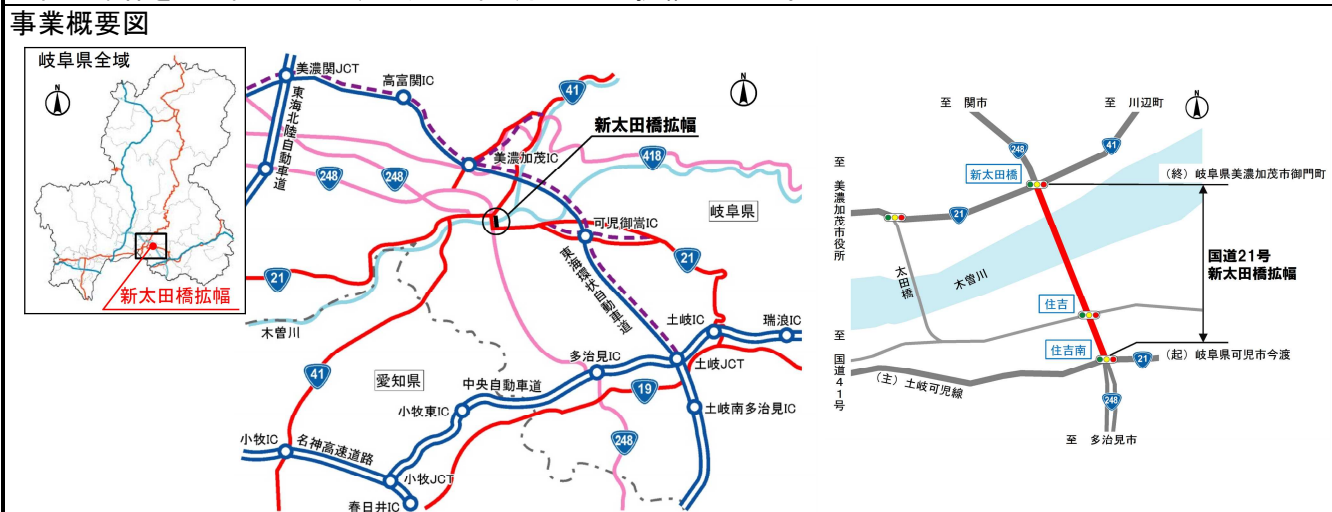 事業概要図
岐阜県全域
N
新太田橋拡幅
美濃関JCT
高富関IC
東海北陸自動車道
41
N
新太田橋拡幅
美濃加茂IC
418
248
248
岐阜県
可児御嵩IC
21
21
東海環状自動車道
木曽川
土岐IC
瑞浪IC
多治見IC
土岐JCT
41
愛知県
中央自動車道
19
小牧東IC
土岐南多治見IC
小牧IC
名神高速道路
248
小牧JCT
春日井IC
至 関市
至 川辺町
N
248
41
至 美濃加茂市役所
新太田橋
(終)岐阜県美濃加茂市御門町
21
太田橋
木曽川
国道21号
新太田橋拡幅
住吉
住吉南
(起)岐阜県可児市今渡
21
至 国道41号
(主)土岐可児線
248
至 多治見市